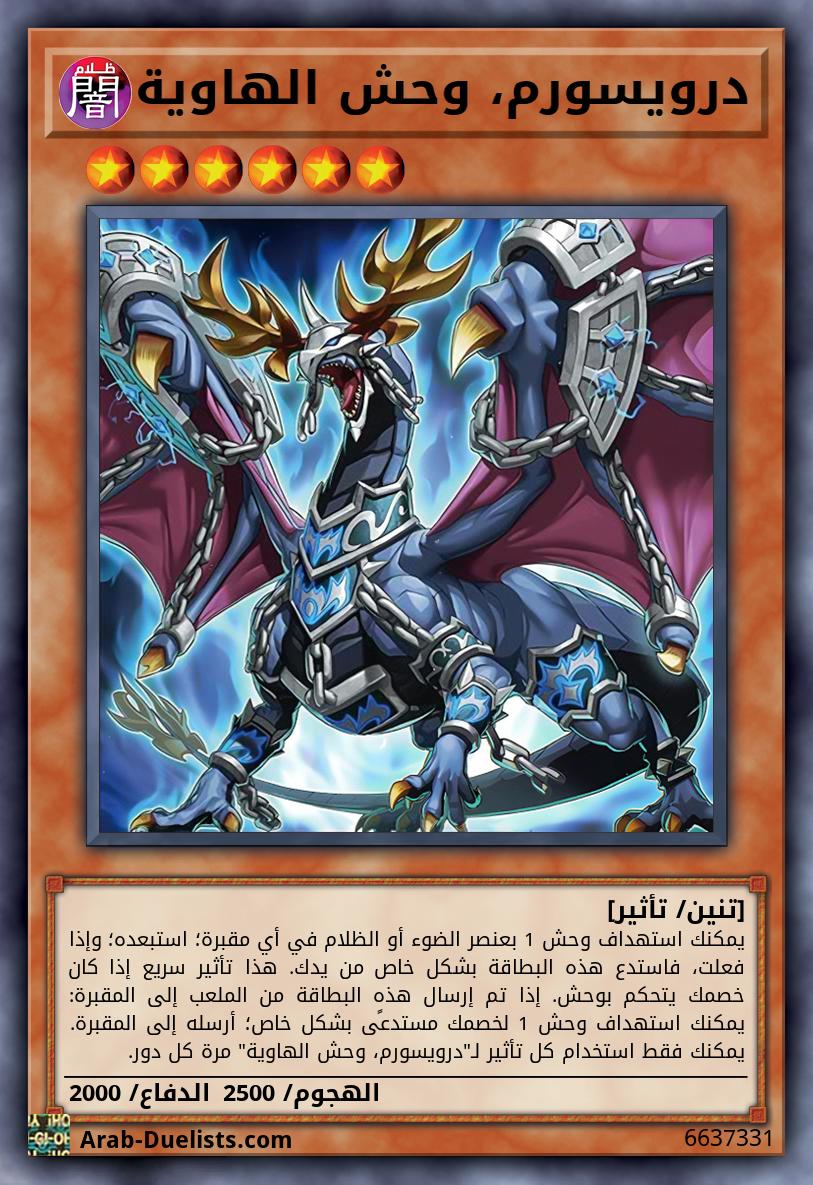 درويسورم، وحش الهاوية
ظلام
闇
[تنين/ تأثير]
يمكنك استهداف وحش 1 بعنصر الضوء أو الظلام في أي مقبرة؛ استبعده؛ وإذا
فعلت، فاستدع هذه البطاقة بشكل خاص من يدك. هذا تأثير سريع إذا كان
خصمك يتحكم بوحش. إذا تم إرسال هذه البطاقة من الملعب إلى المقبرة:
يمكنك استهداف وحش 1 لخصمك مستدعًى بشكل خاص؛ أرسله إلى المقبرة.
يمكنك فقط استخدام كل تأثير لـ"درويسورم، وحش الهاوية" مرة كل دور.
الهجوم/ 2500 الدفاع/ 2000
Arab-Duelists.com
6637331